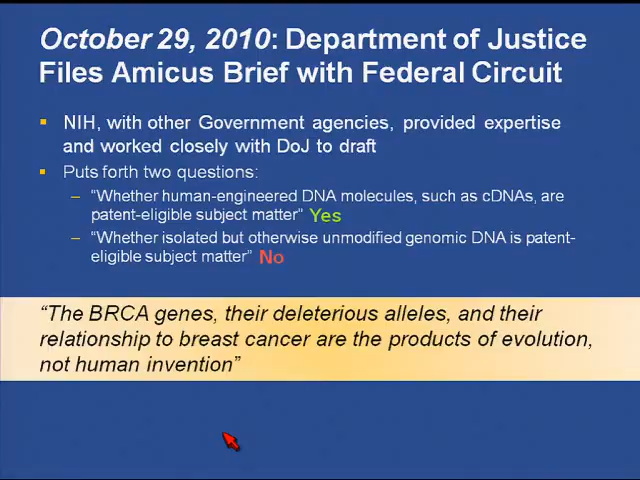 October 29, 2010: Department of Justice
Files Amicus Brief with Federal Circuit
▪ NIH, with other Government agencies, provided expertise
and worked closely with DoJ to draft
▪ Puts forth two questions:
– “Whether human-engineered DNA molecules, such as cDNAs, are
patent-eligible subject matter” Yes
– “Whether isolated but otherwise unmodified genomic DNA is patent-
eligible subject matter” No
“The BRCA genes, their deleterious alleles, and their
relationship to breast cancer are the products of evolution,
not human invention”